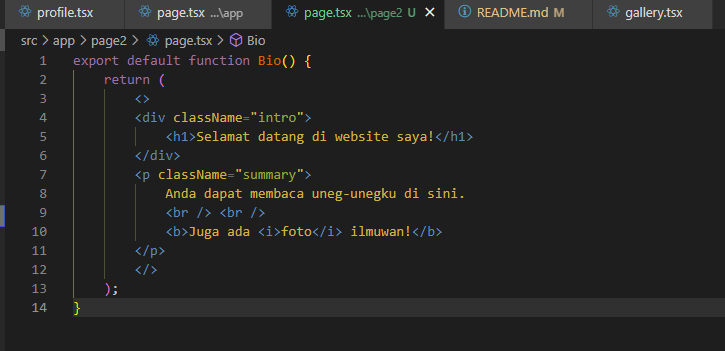 profile.tsx page.tsx ...\app page.tsx ...\page2 U README.md M gallery.tsx
src > app > page2 > page.tsx > Bio
1 export default function Bio() {
2 return (
3 <>
4 <div className="intro">
5 <h1>Selamat datang di website saya!</h1>
6 </div>
7 <p className="summary">
8 Anda dapat membaca uneg-unegku di sini.
9 <br /> <br />
10 <b>Juga ada <i>foto</i> ilmuwan!</b>
11 </p>
12 </>
13 );
14 }